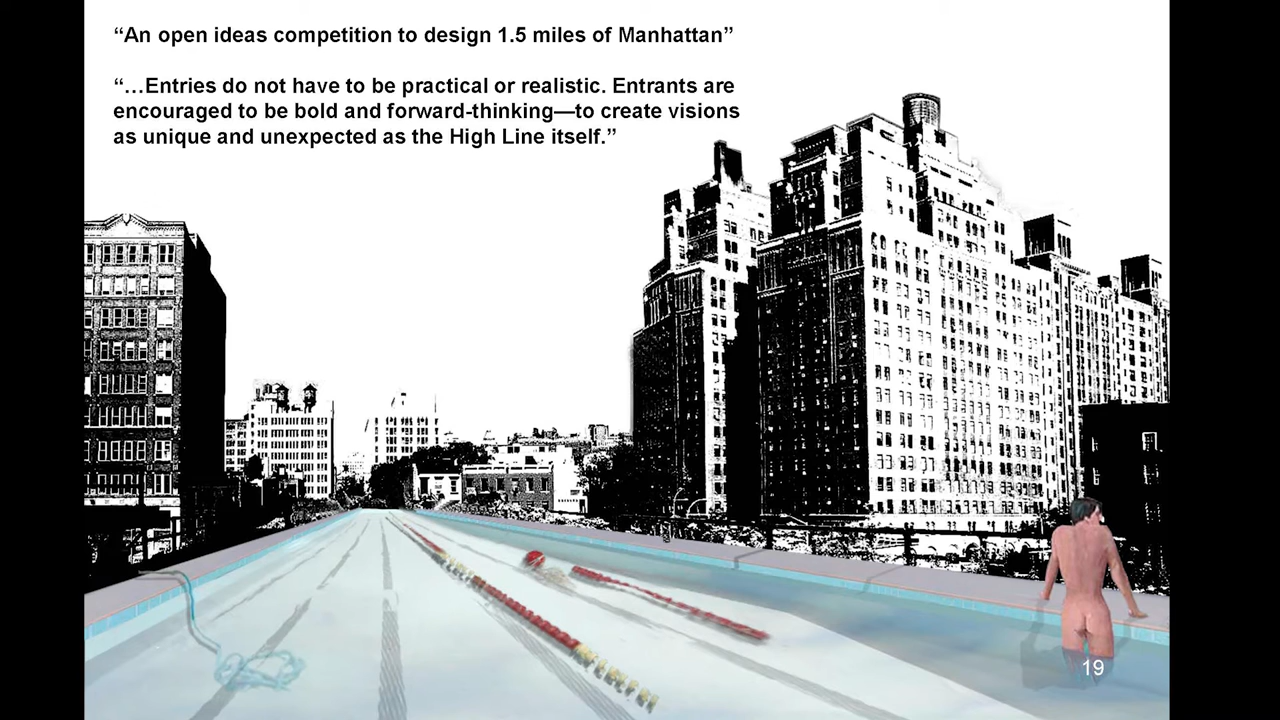 “An open ideas competition to design 1.5 miles of Manhattan”
“…Entries do not have to be practical or realistic. Entrants are
encouraged to be bold and forward-thinking—to create visions
as unique and unexpected as the High Line itself.”
19